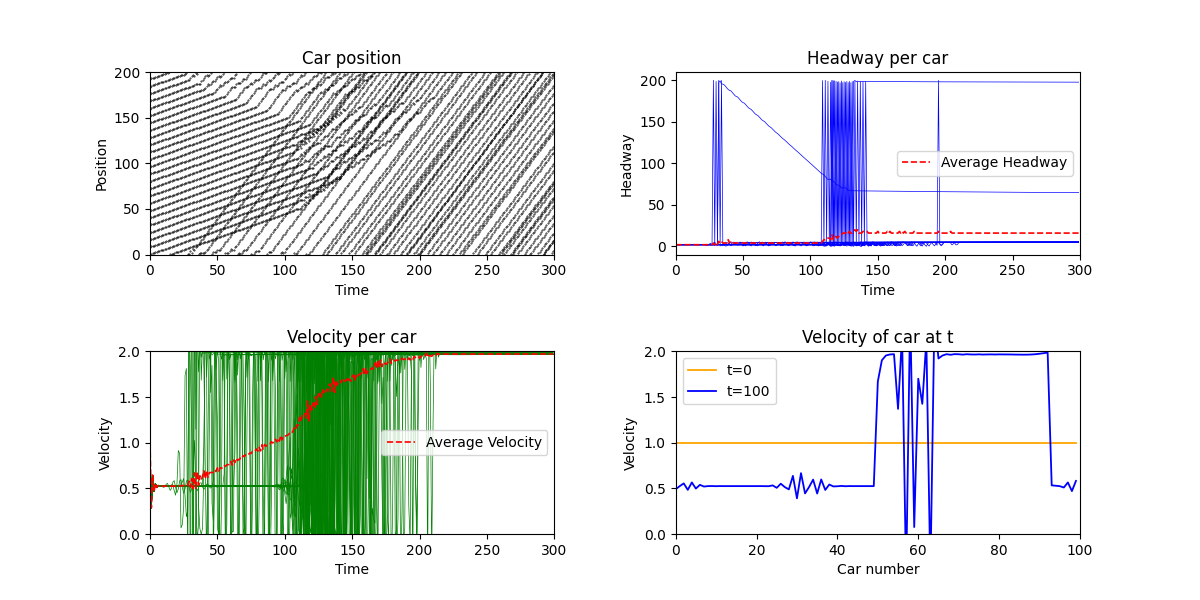 Car position
Position
200
150
100
50
0
0 50 100 150 200 250 300
Time
Headway per car
Headway
200
150
100
50
0
Average Headway
0 50 100 150 200 250 300
Time
Velocity per car
Velocity
2.0
1.5
1.0
0.5
0.0
Average Velocity
0 50 100 150 200 250 300
Time
Velocity of car at t
Velocity
2.0
1.5
1.0
0.5
0.0
t=0
t=100
0 20 40 60 80 100
Car number